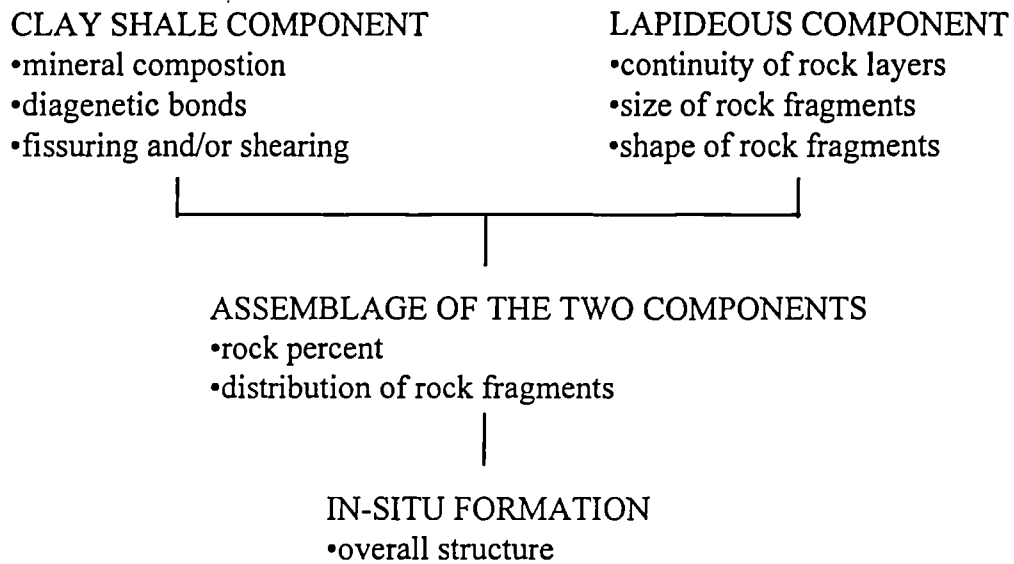 CLAY SHALE COMPONENT
•mineral compostion
•diagenetic bonds
•fissuring and/or shearing
LAPIDEOUS COMPONENT
•continuity of rock layers
•size of rock fragments
•shape of rock fragments
ASSEMBLAGE OF THE TWO COMPONENTS
•rock percent
•distribution of rock fragments
IN-SITU FORMATION
•overall structure